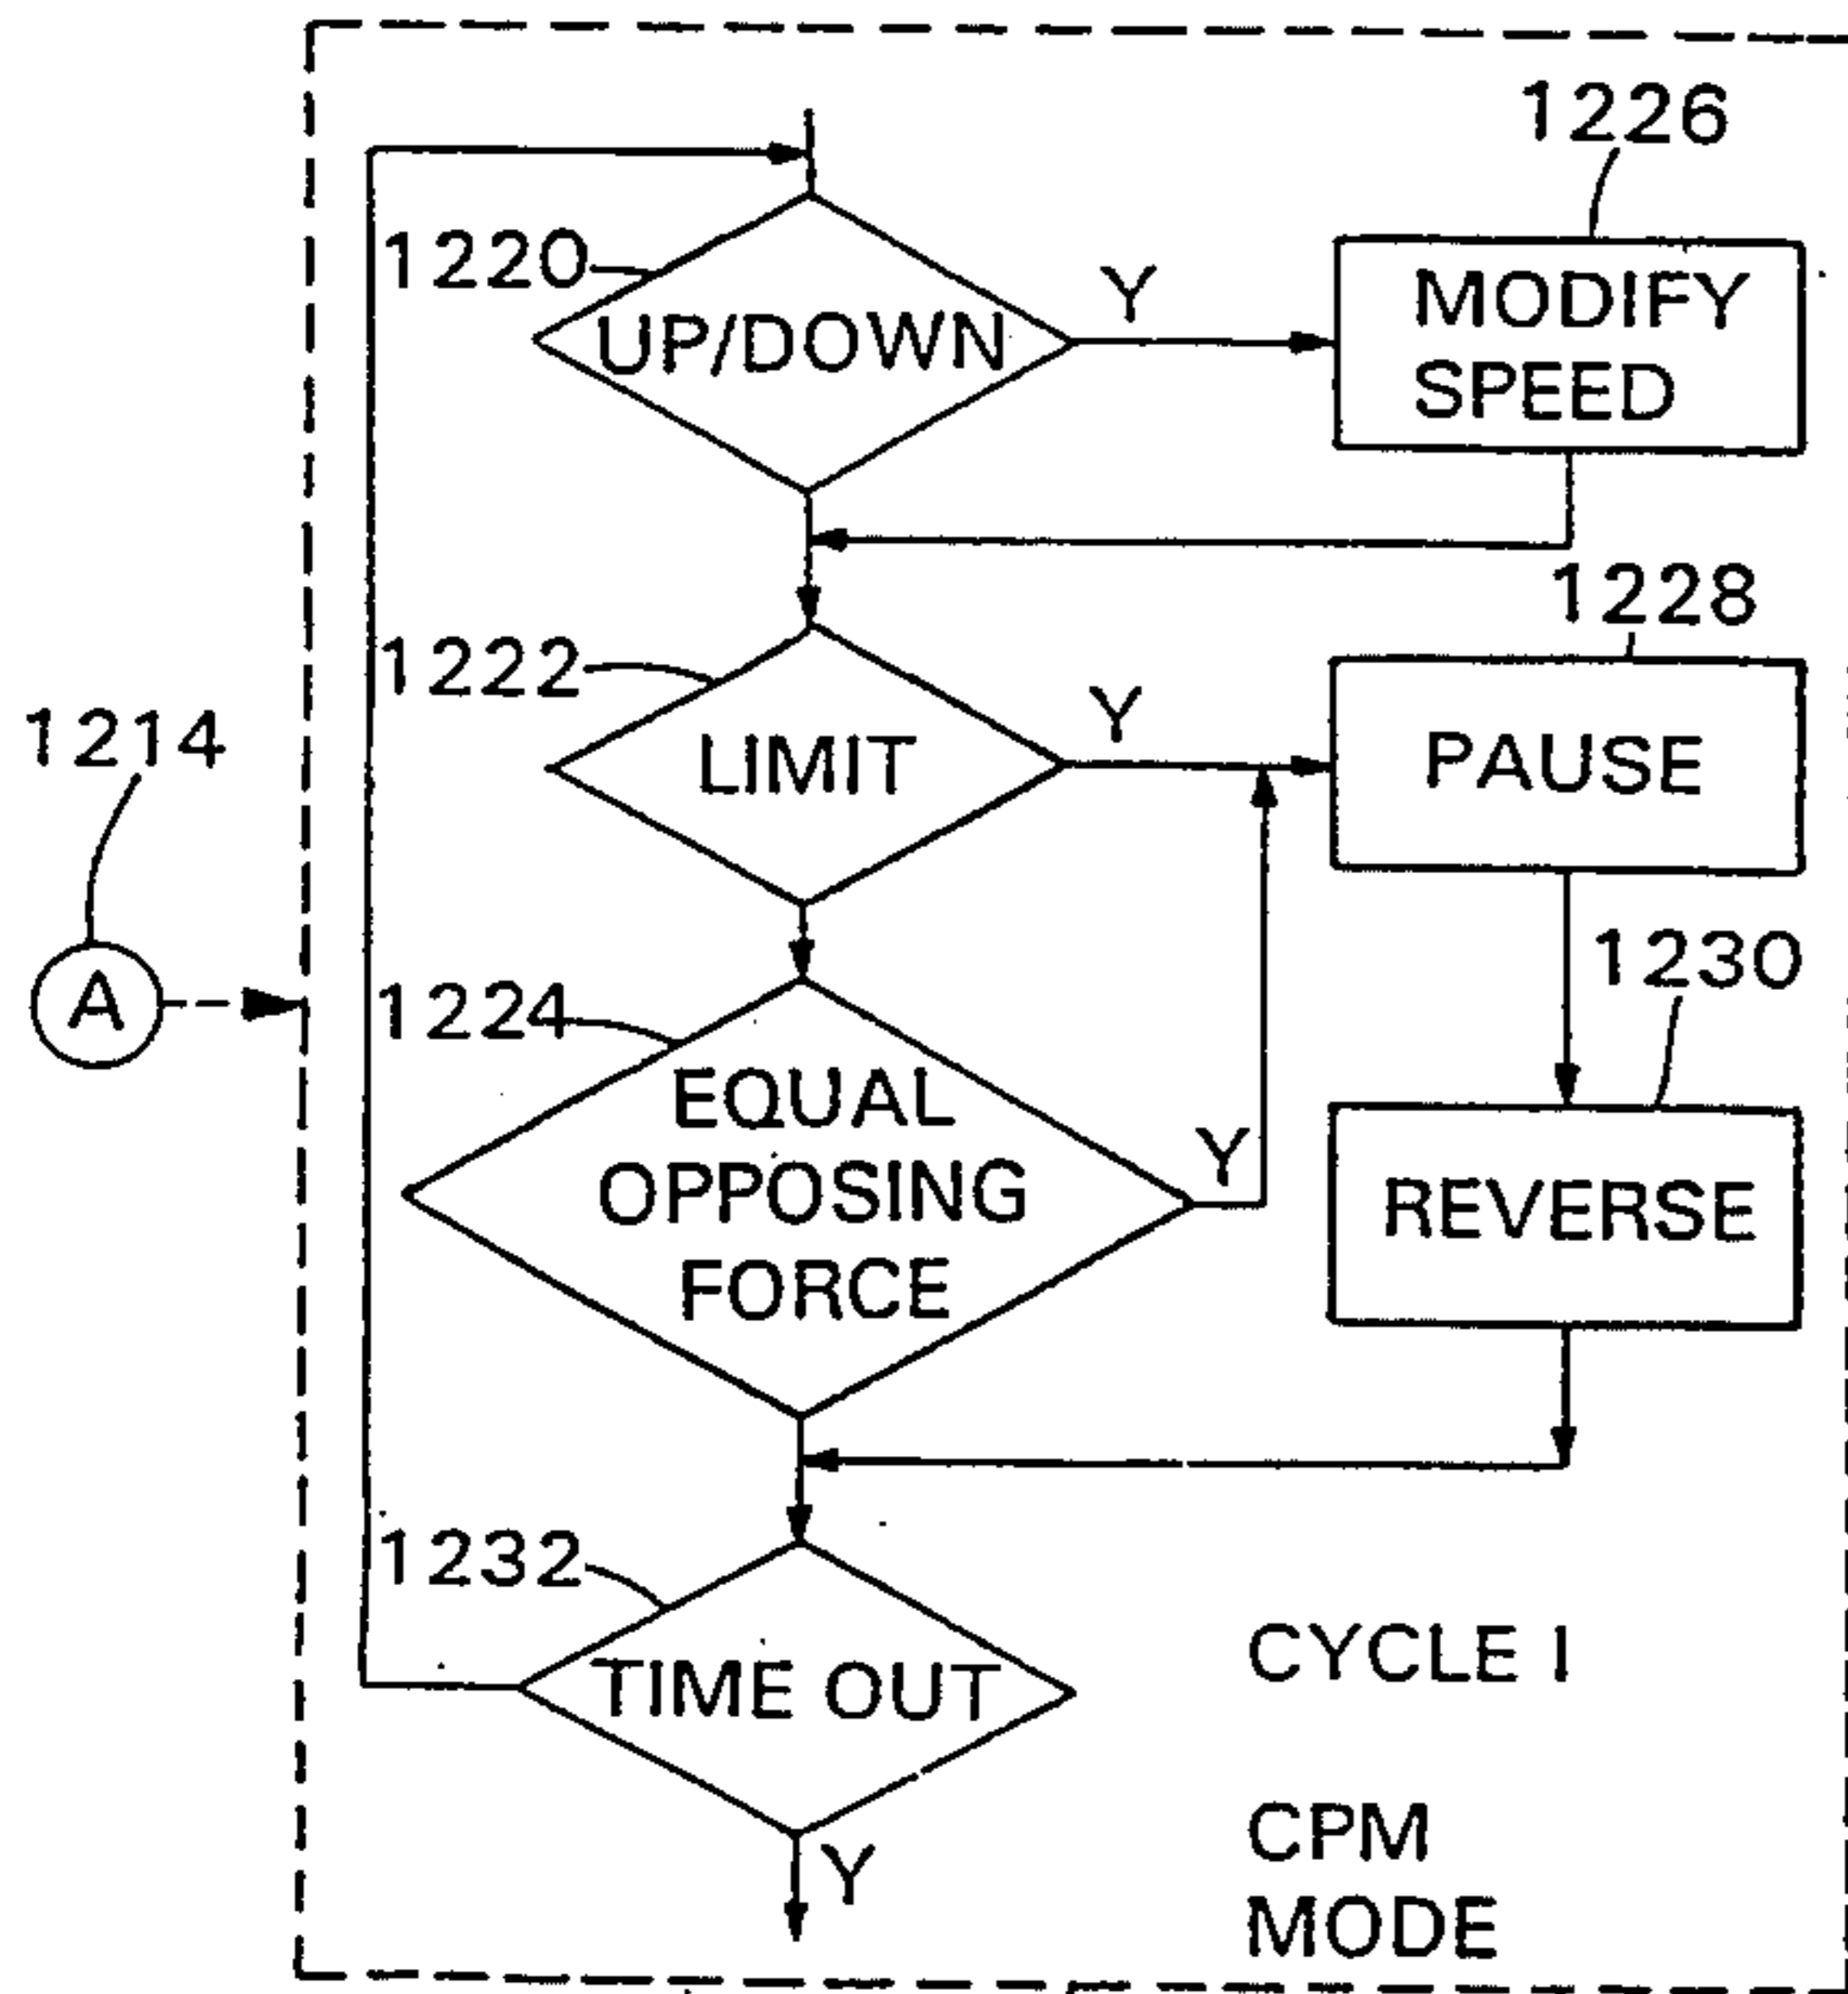 1226
1220
Y
UP/DOWN
MODIFY
SPEED
1228
1222
Y
LIMIT
PAUSE
1214
A
1230
1224
EQUAL
OPPOSING
FORCE
Y
REVERSE
1232
TIME OUT
CYCLE I
Y
CPM
MODE